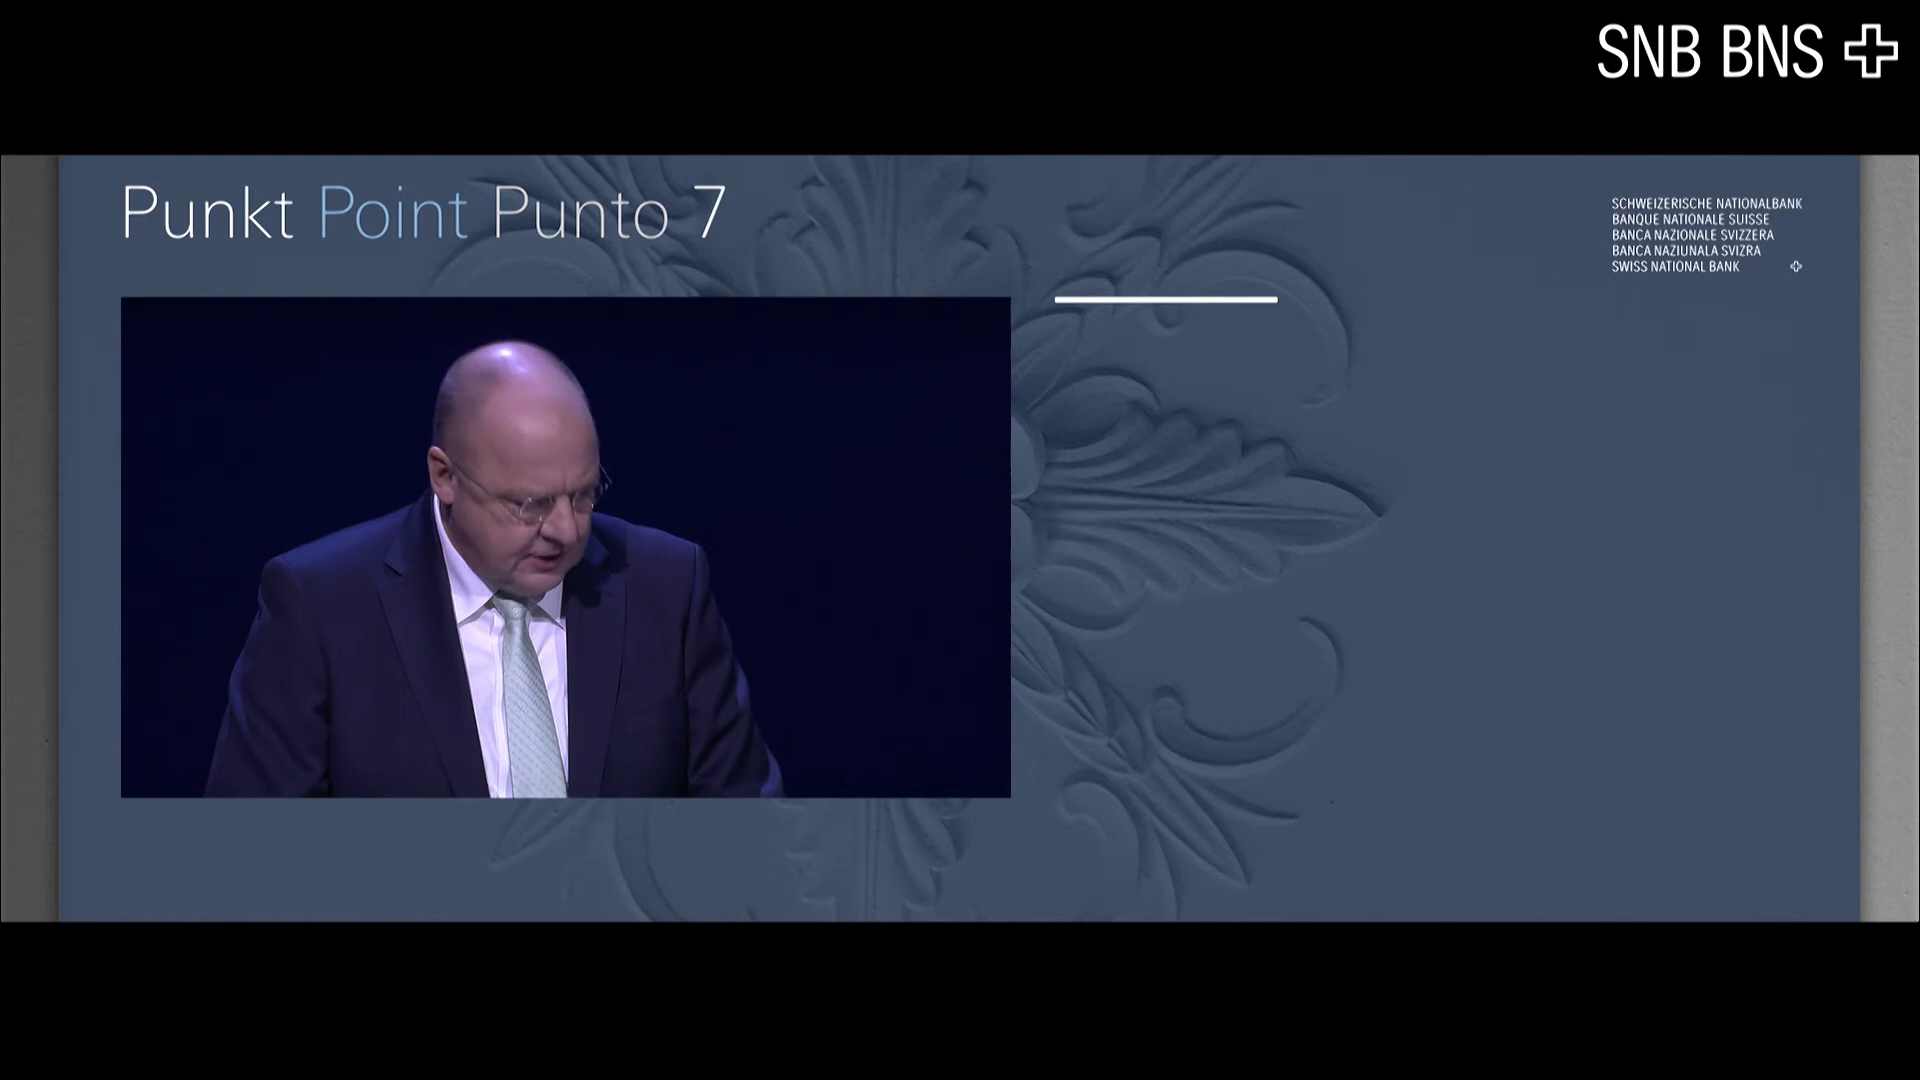 SNB BNS
Punkt Point Punto 7
SCHWEIZERISCHE NATIONALBANK
BANQUE NATIONALE SUISSE
BANCA NAZIONALE SVIZZERA
BANCA NAZIUNALA SVIZRA
SWISS NATIONAL BANK